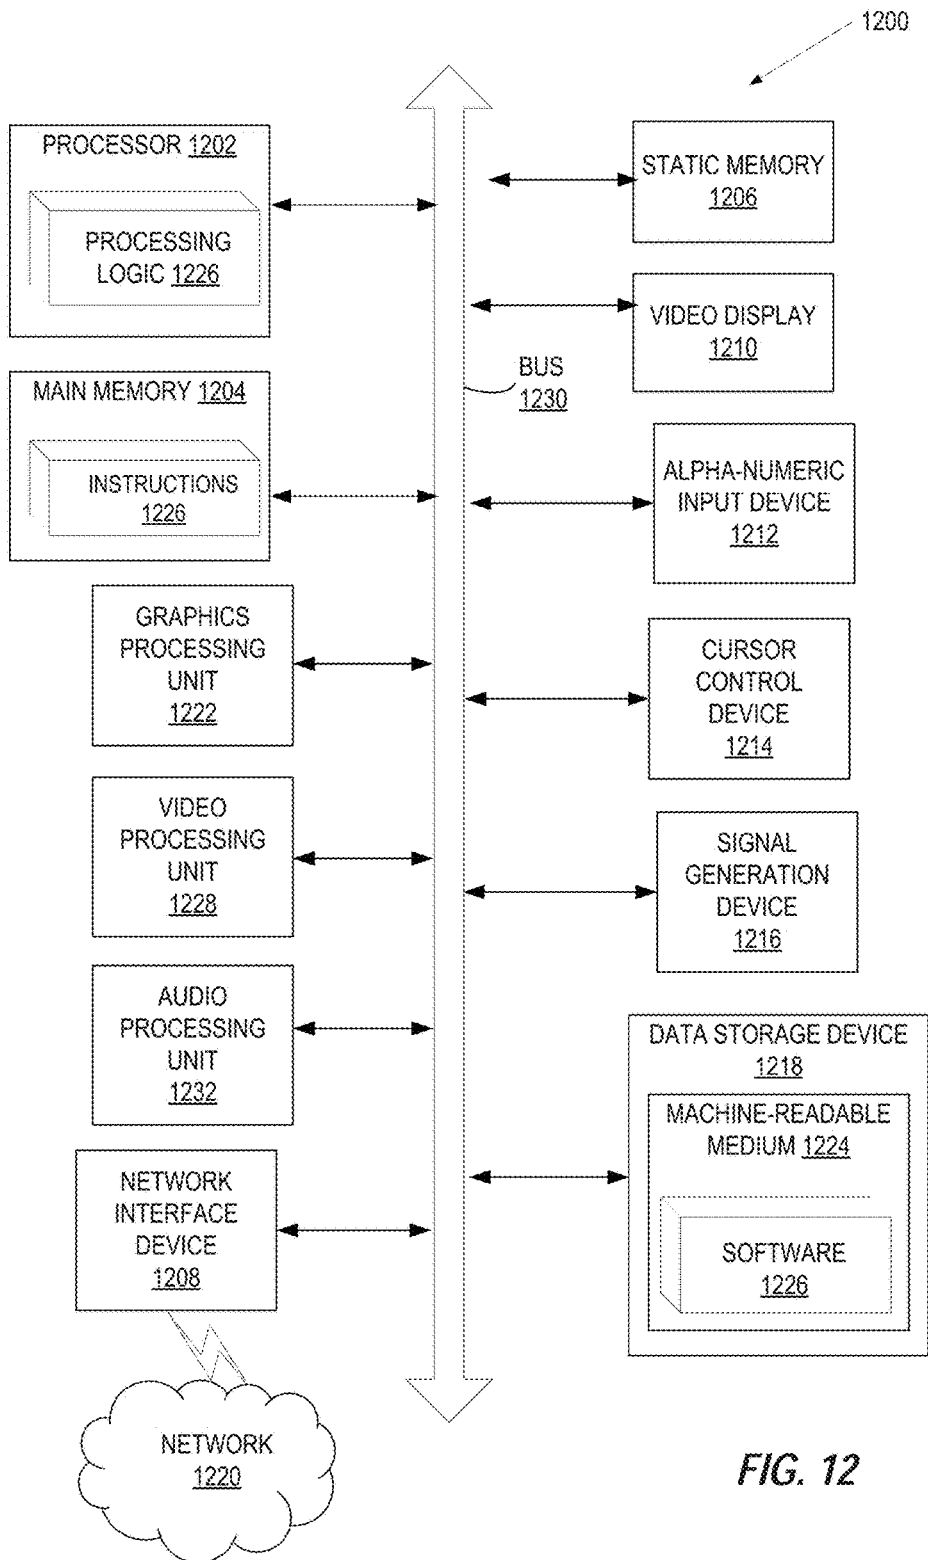 1200
PROCESSOR 1202
PROCESSING
LOGIC 1226
MAIN MEMORY 1204
INSTRUCTIONS
1226
GRAPHICS
PROCESSING
UNIT
1222
VIDEO
PROCESSING
UNIT
1228
AUDIO
PROCESSING
UNIT
1232
NETWORK
INTERFACE
DEVICE
1208
NETWORK
1220
BUS
1230
STATIC MEMORY
1206
VIDEO DISPLAY
1210
ALPHA-NUMERIC
INPUT DEVICE
1212
CURSOR
CONTROL
DEVICE
1214
SIGNAL
GENERATION
DEVICE
1216
DATA STORAGE DEVICE
1218
MACHINE-READABLE
MEDIUM 1224
SOFTWARE
1226
FIG. 12